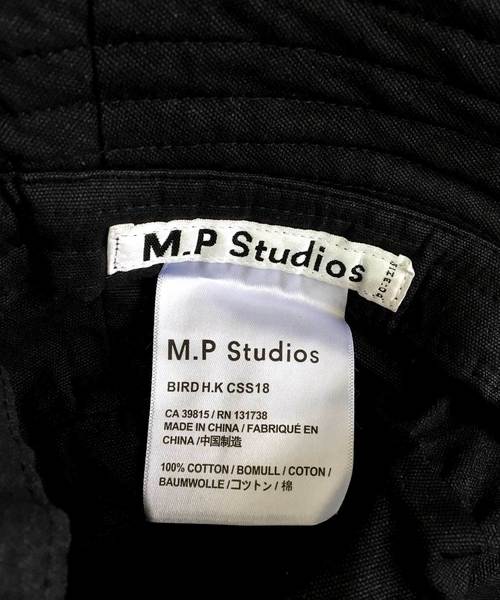 M.P Studios
M.P Studios
BIRD H.K CSS18
CA 39815 / RN 131738
MADE IN CHINA / FABRIQUÉ EN
CHINA /中国制造
100% COTTON / BOMULL / COTON /
BAUMWOLLE /コツトン / 棉